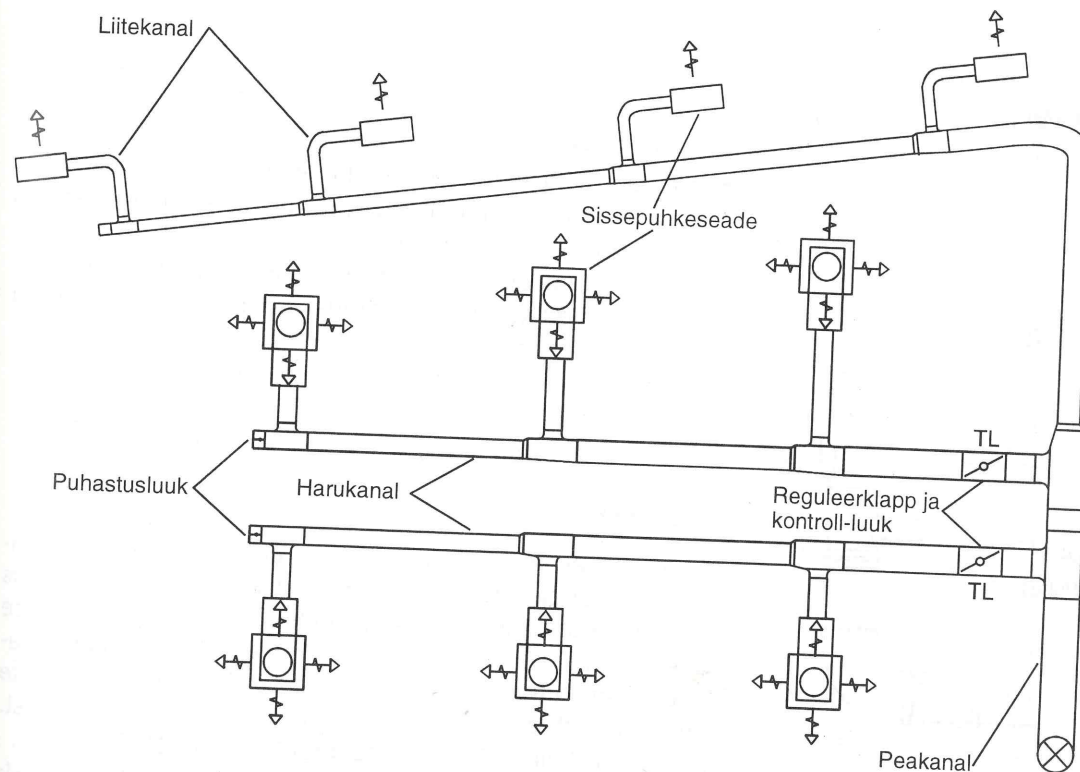 Liitekanal
Sissepuhkeseade
TL
Puhastusluuk
Harukanal
Reguleerklapp ja
kontroll-luuk
TL
Peakanal